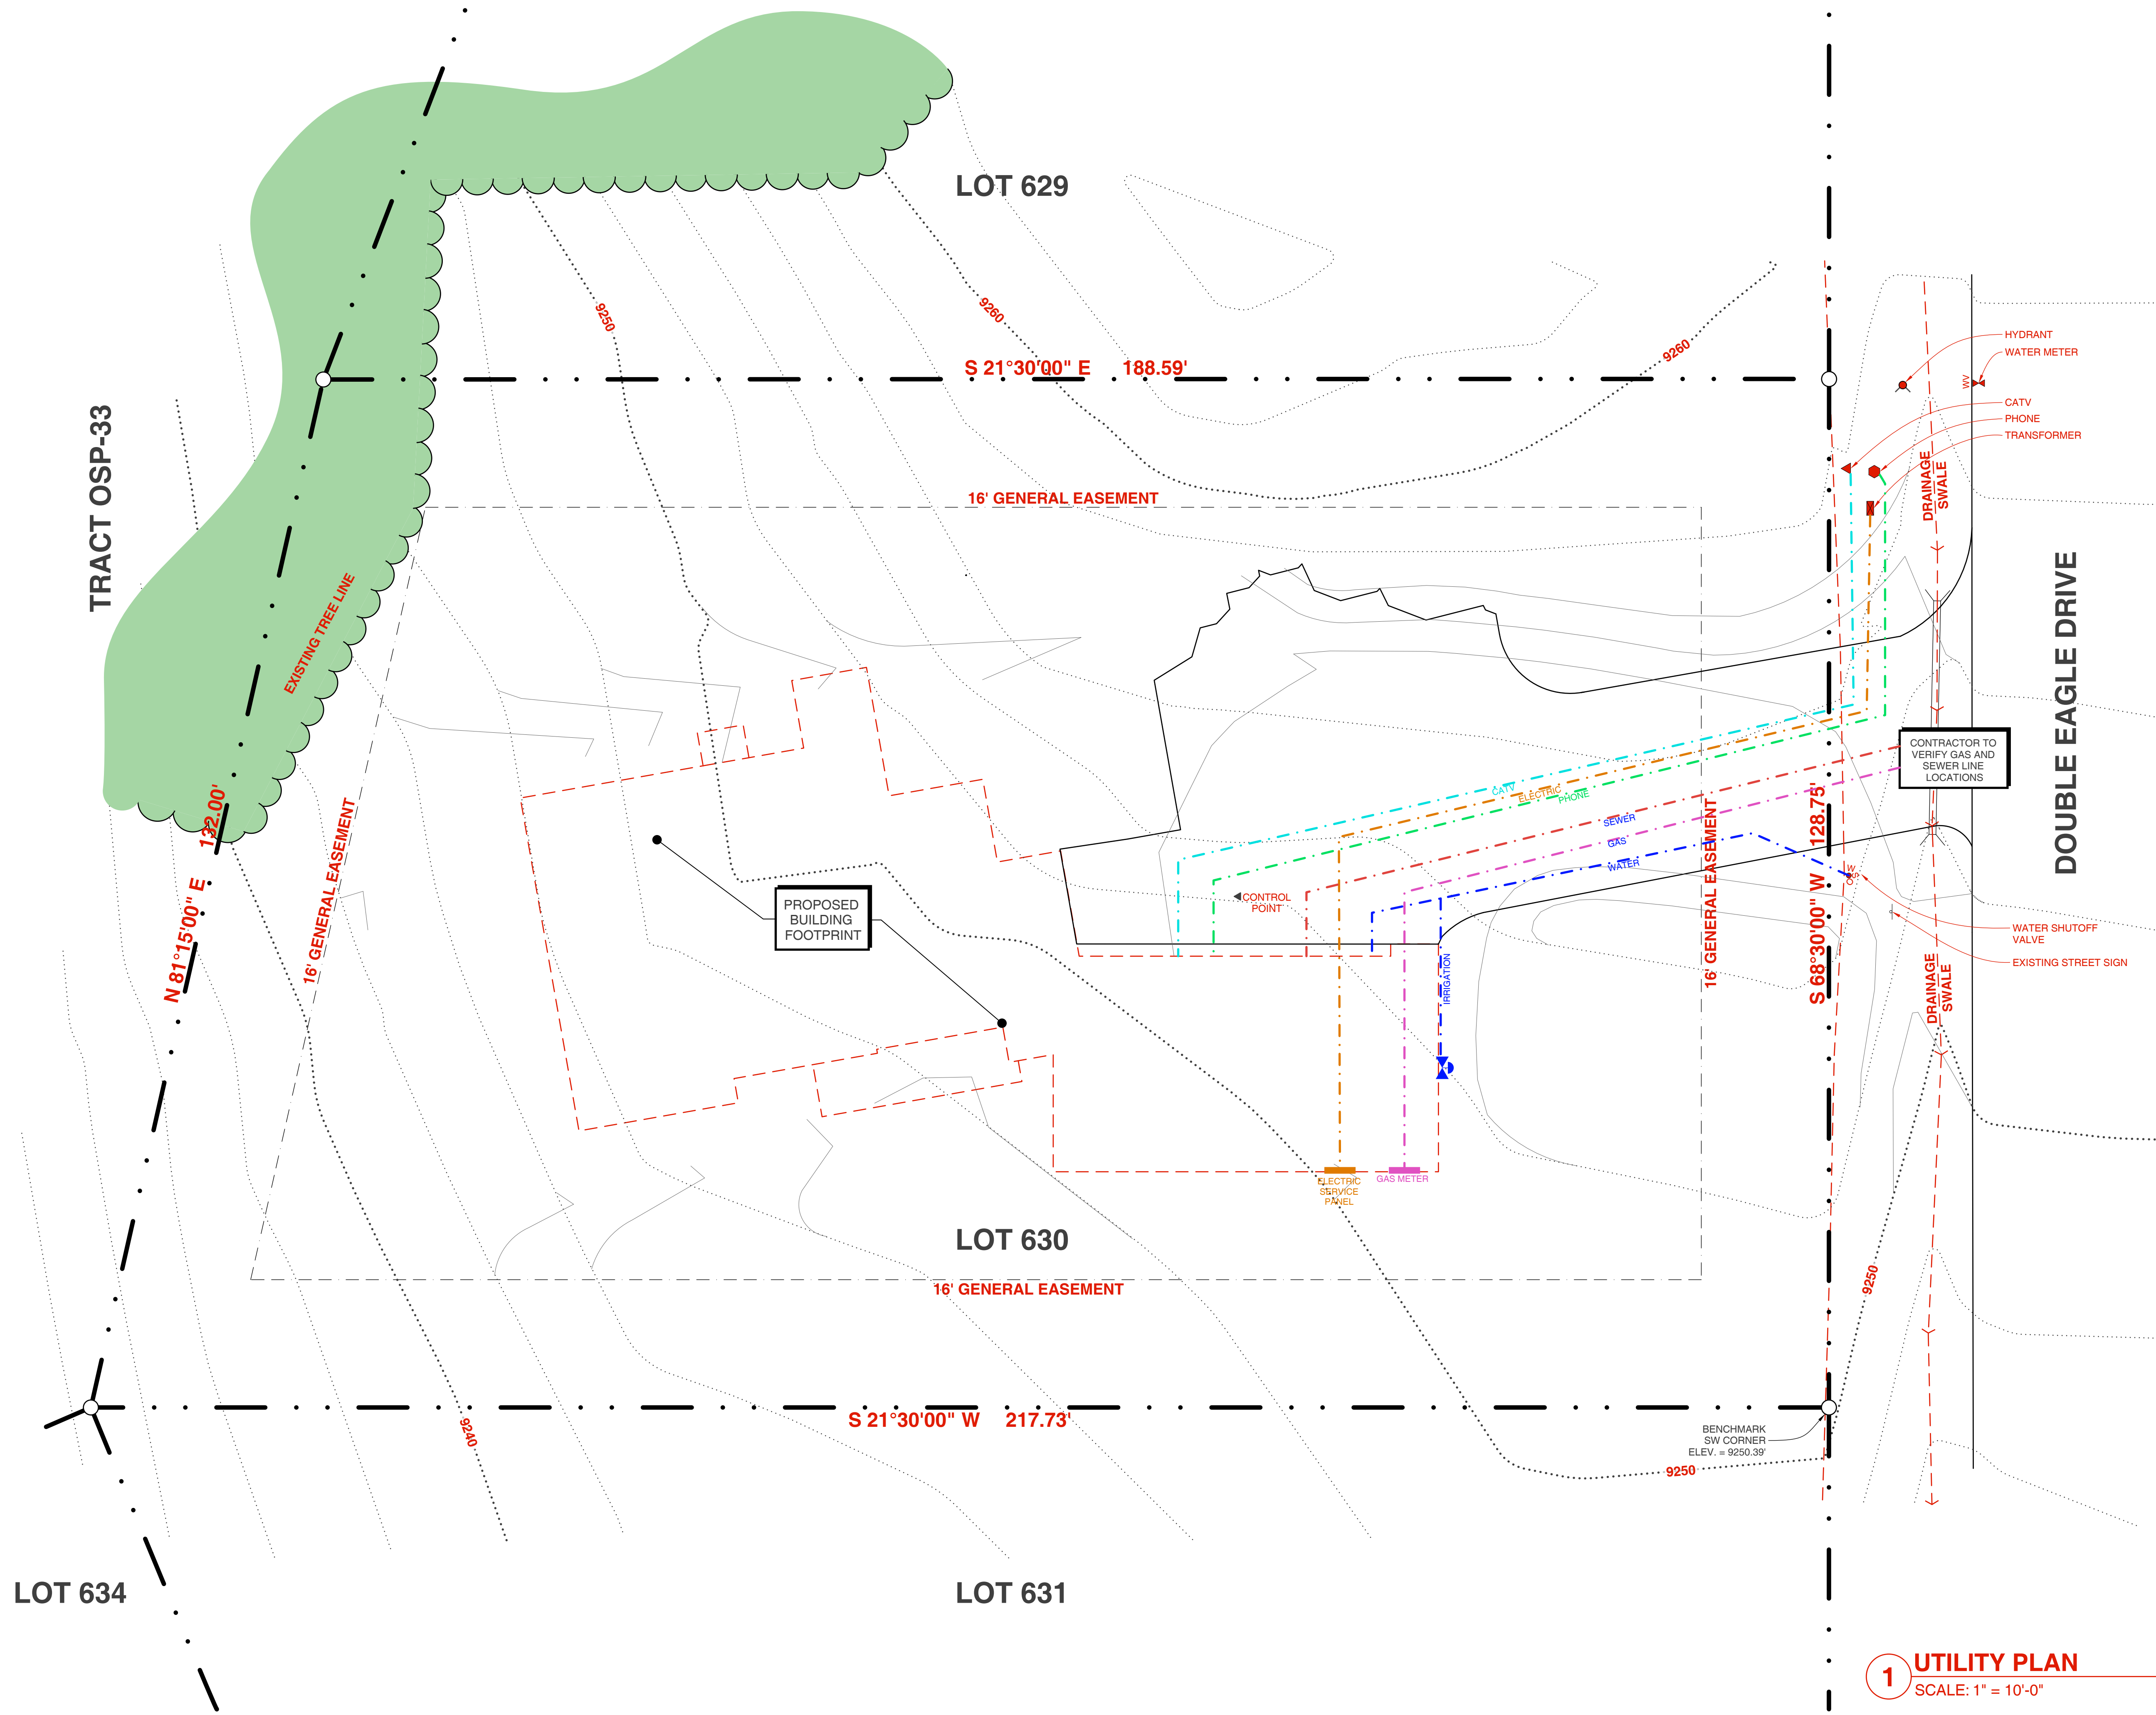 LOT 629
9250
9260
9260
HYDRANT
WATER METER
WV
S 21°30'00" E 188.59'
CATV
PHONE
TRANSFORMER
TRACT OSP-33
16' GENERAL EASEMENT
DRAINAGE
SWALE
EXISTING TREE LINE
DOUBLE EAGLE DRIVE
CONTRACTOR TO
VERIFY GAS AND
SEWER LINE
LOCATIONS
CATV
ELECTRIC
PHONE
SEWER
GAS
WATER
N 81°15'00" E 132.00'
16' GENERAL EASEMENT
16' GENERAL EASEMENT
S 68°30'00" W 128.75'
WSO
CONTROL
POINT
PROPOSED
BUILDING
FOOTPRINT
WATER SHUTOFF
VALVE
EXISTING STREET SIGN
IRRIGATION
DRAINAGE
SWALE
ELECTRIC
SERVICE
PANEL
GAS METER
LOT 630
16' GENERAL EASEMENT
9250
S 21°30'00" W 217.73'
9240
BENCHMARK
SW CORNER
ELEV. = 9250.39'
9250
LOT 634
LOT 631
1
UTILITY PLAN
SCALE: 1" = 10'-0"